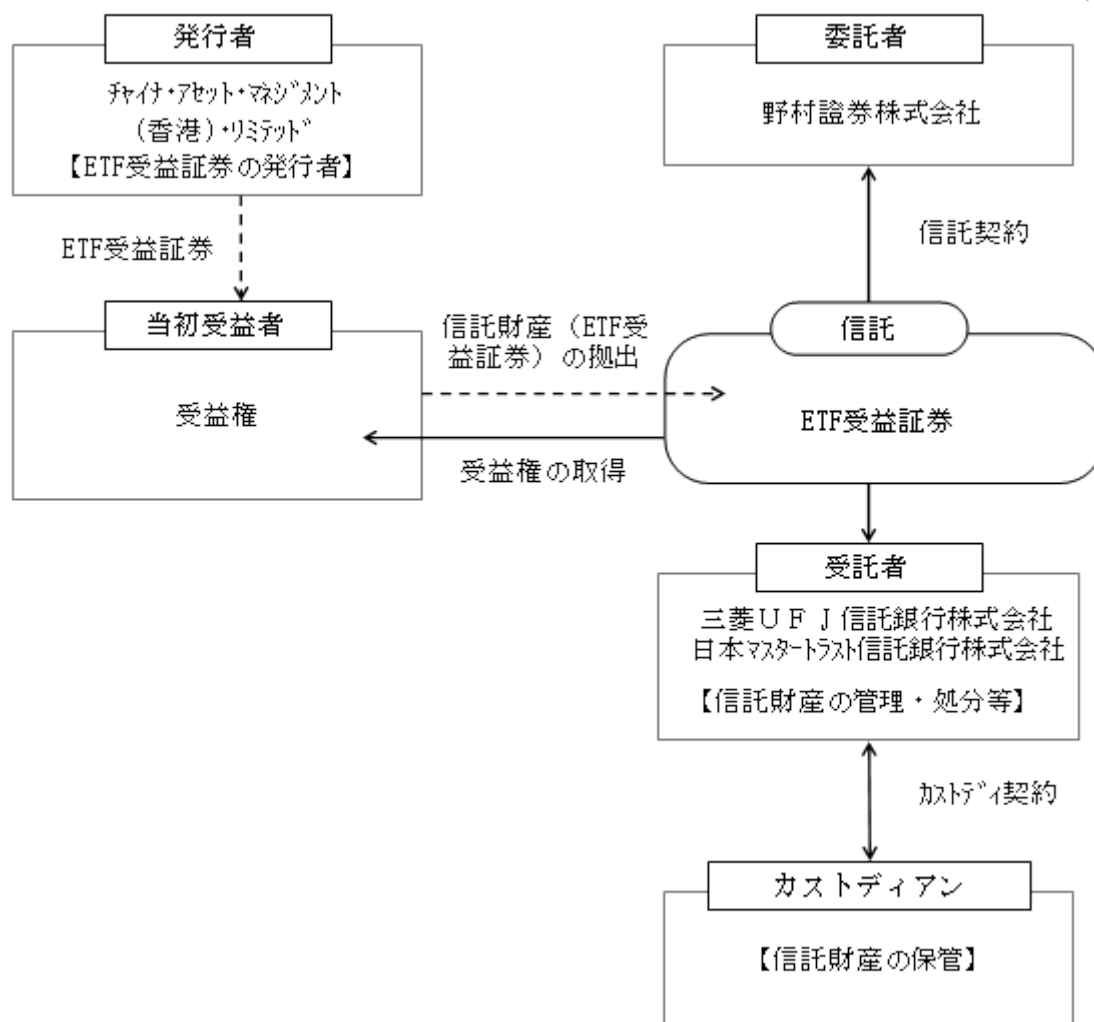 発行者
チャイナ・アセット・マネジメント
(香港)・リミテッド
【ETF受益証券の発行者】
委託者
野村證券株式会社
ETF受益証券
信託契約
当初受益者
受益権
信託財産(ETF受
益証券)の拠出
受益権の取得
信託
ETF受益証券
受託者
三菱UFJ信託銀行株式会社
日本マスタートラスト信託銀行株式会社
【信託財産の管理・処分等】
カストディ契約
カストディアン
【信託財産の保管】